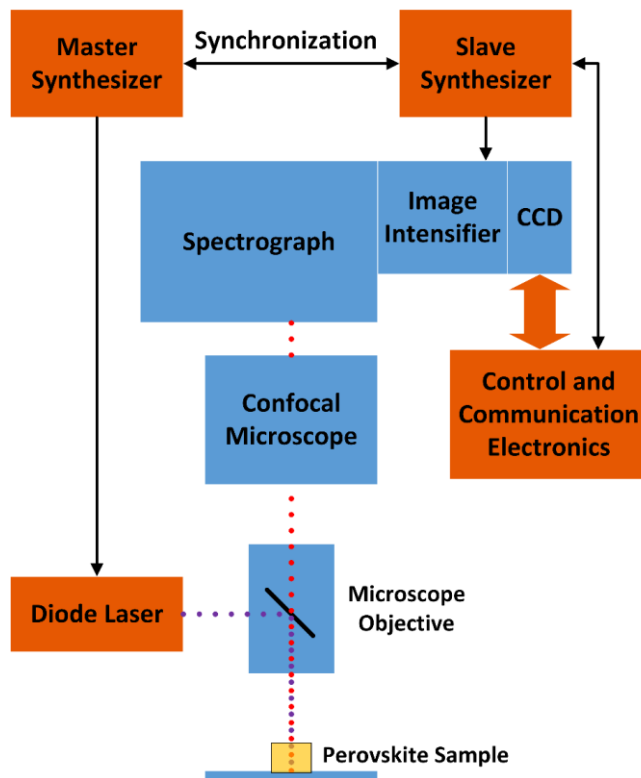 Master
Synthesizer
Synchronization
Slave
Synthesizer
Spectrograph
Image
Intensifier
CCD
Confocal
Microscope
Control and
Communication
Electronics
Diode Laser
Microscope
Objective
Perovskite Sample